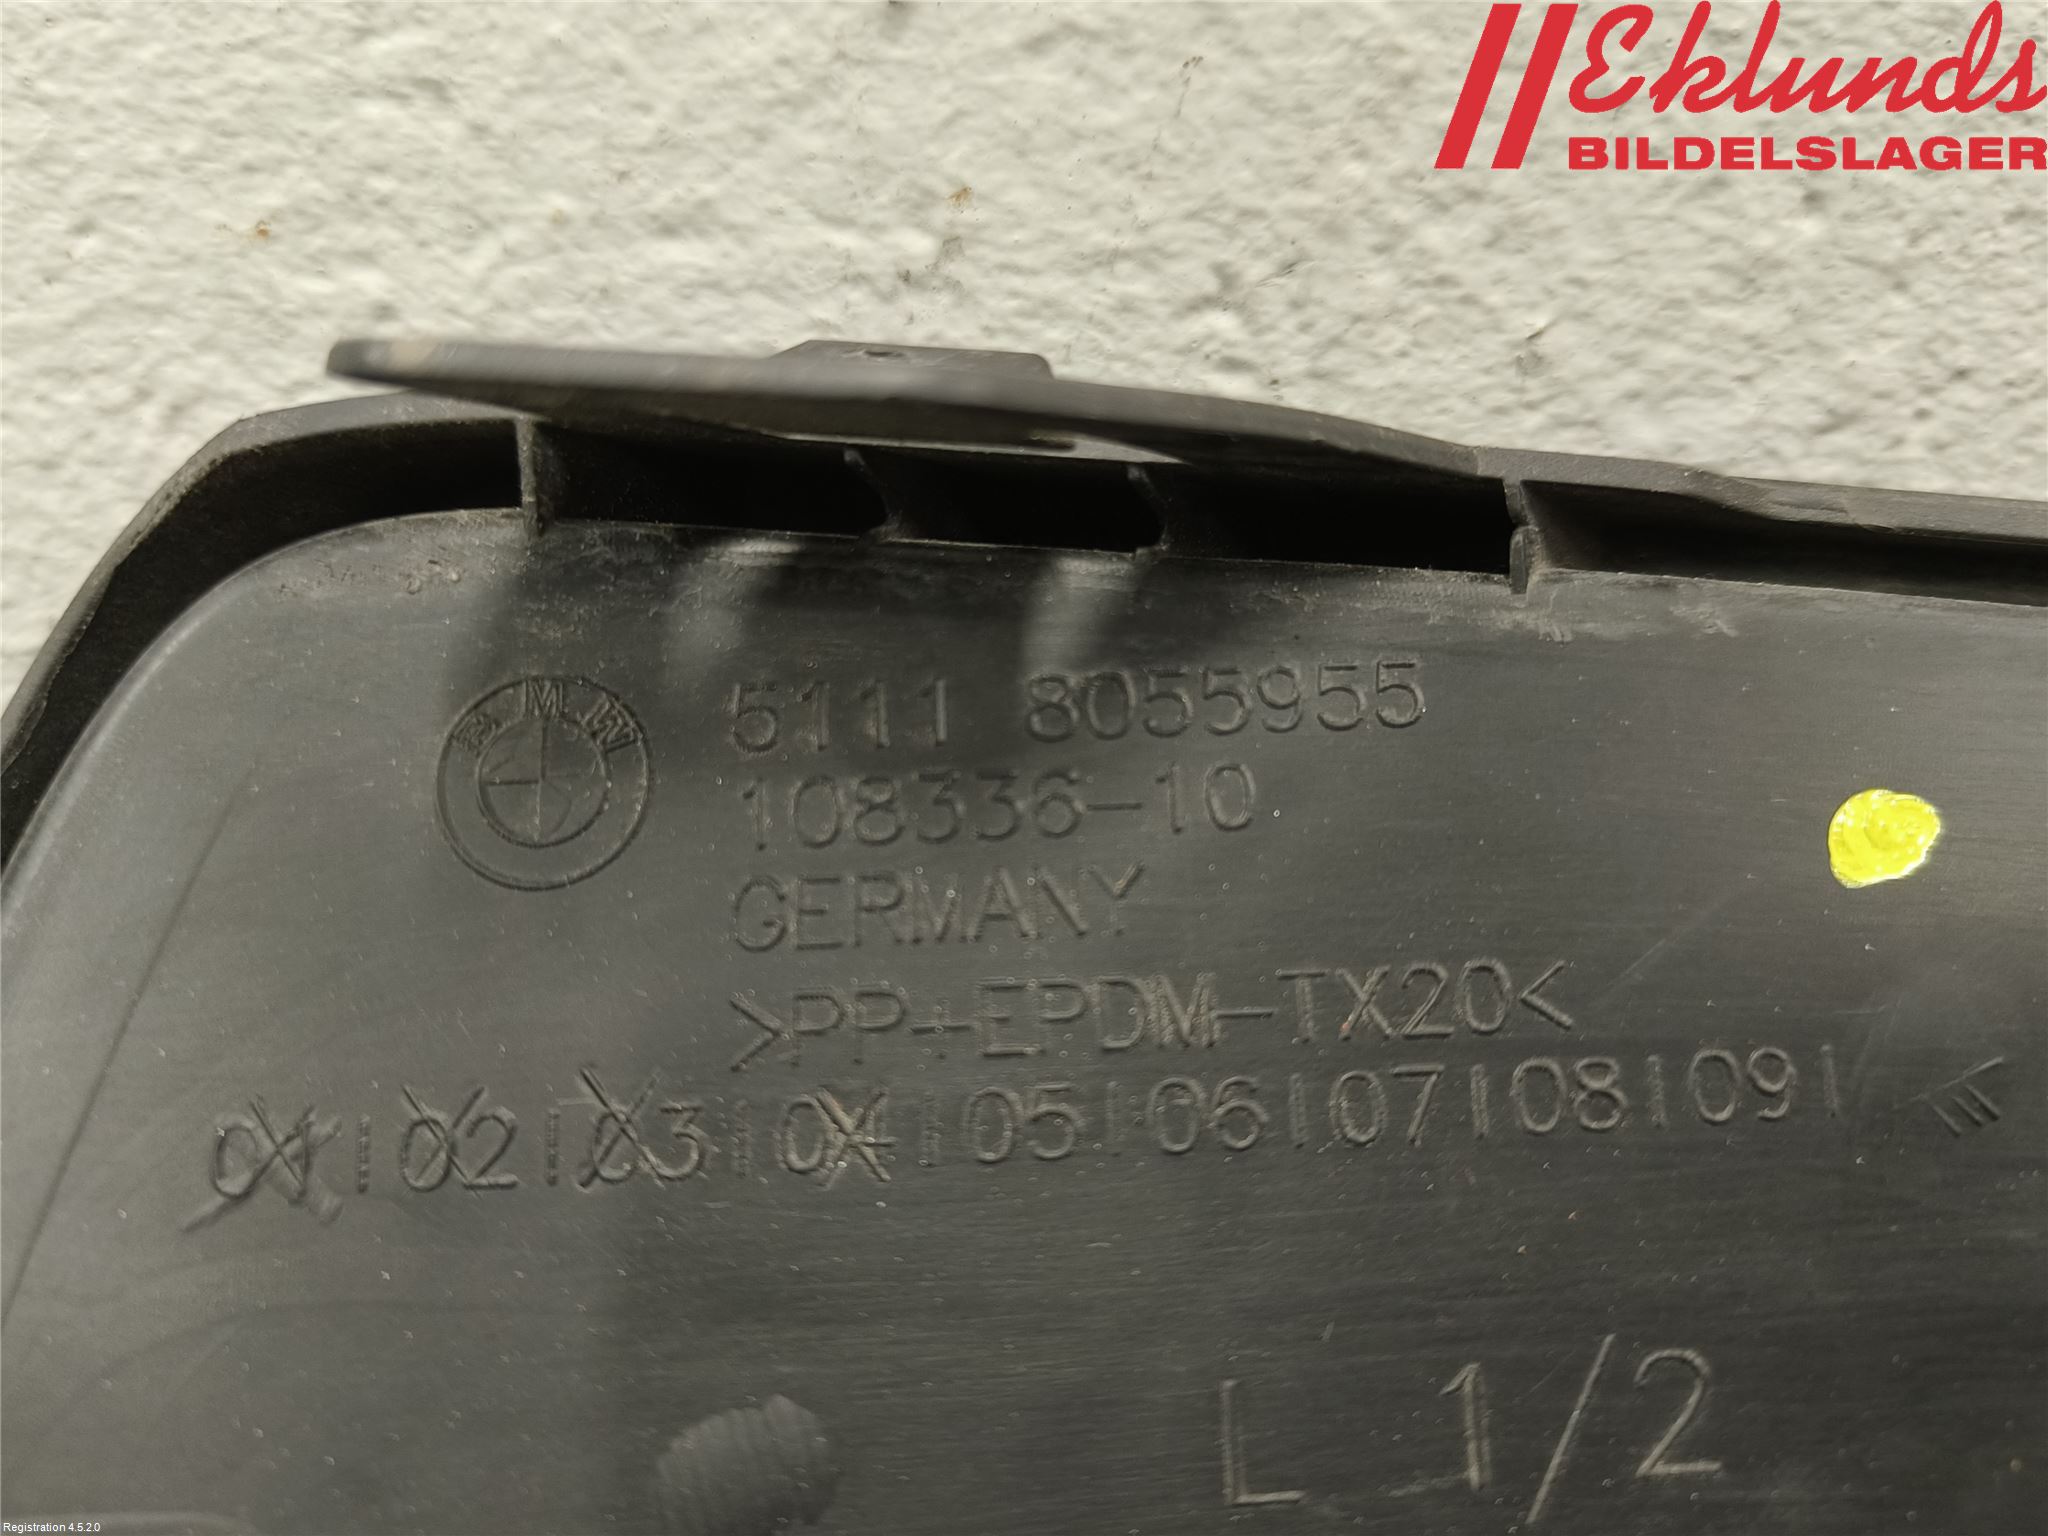 Eklunds
BILDELSLAGER
BMW
5111 8055955
108336-10
GERMANY
>PP+EPDM-TX20<
01 | 02 | 03 | 04 | 05 | 06 | 07 | 08 | 09 |
L 1/2
Registration 4.5.2.0